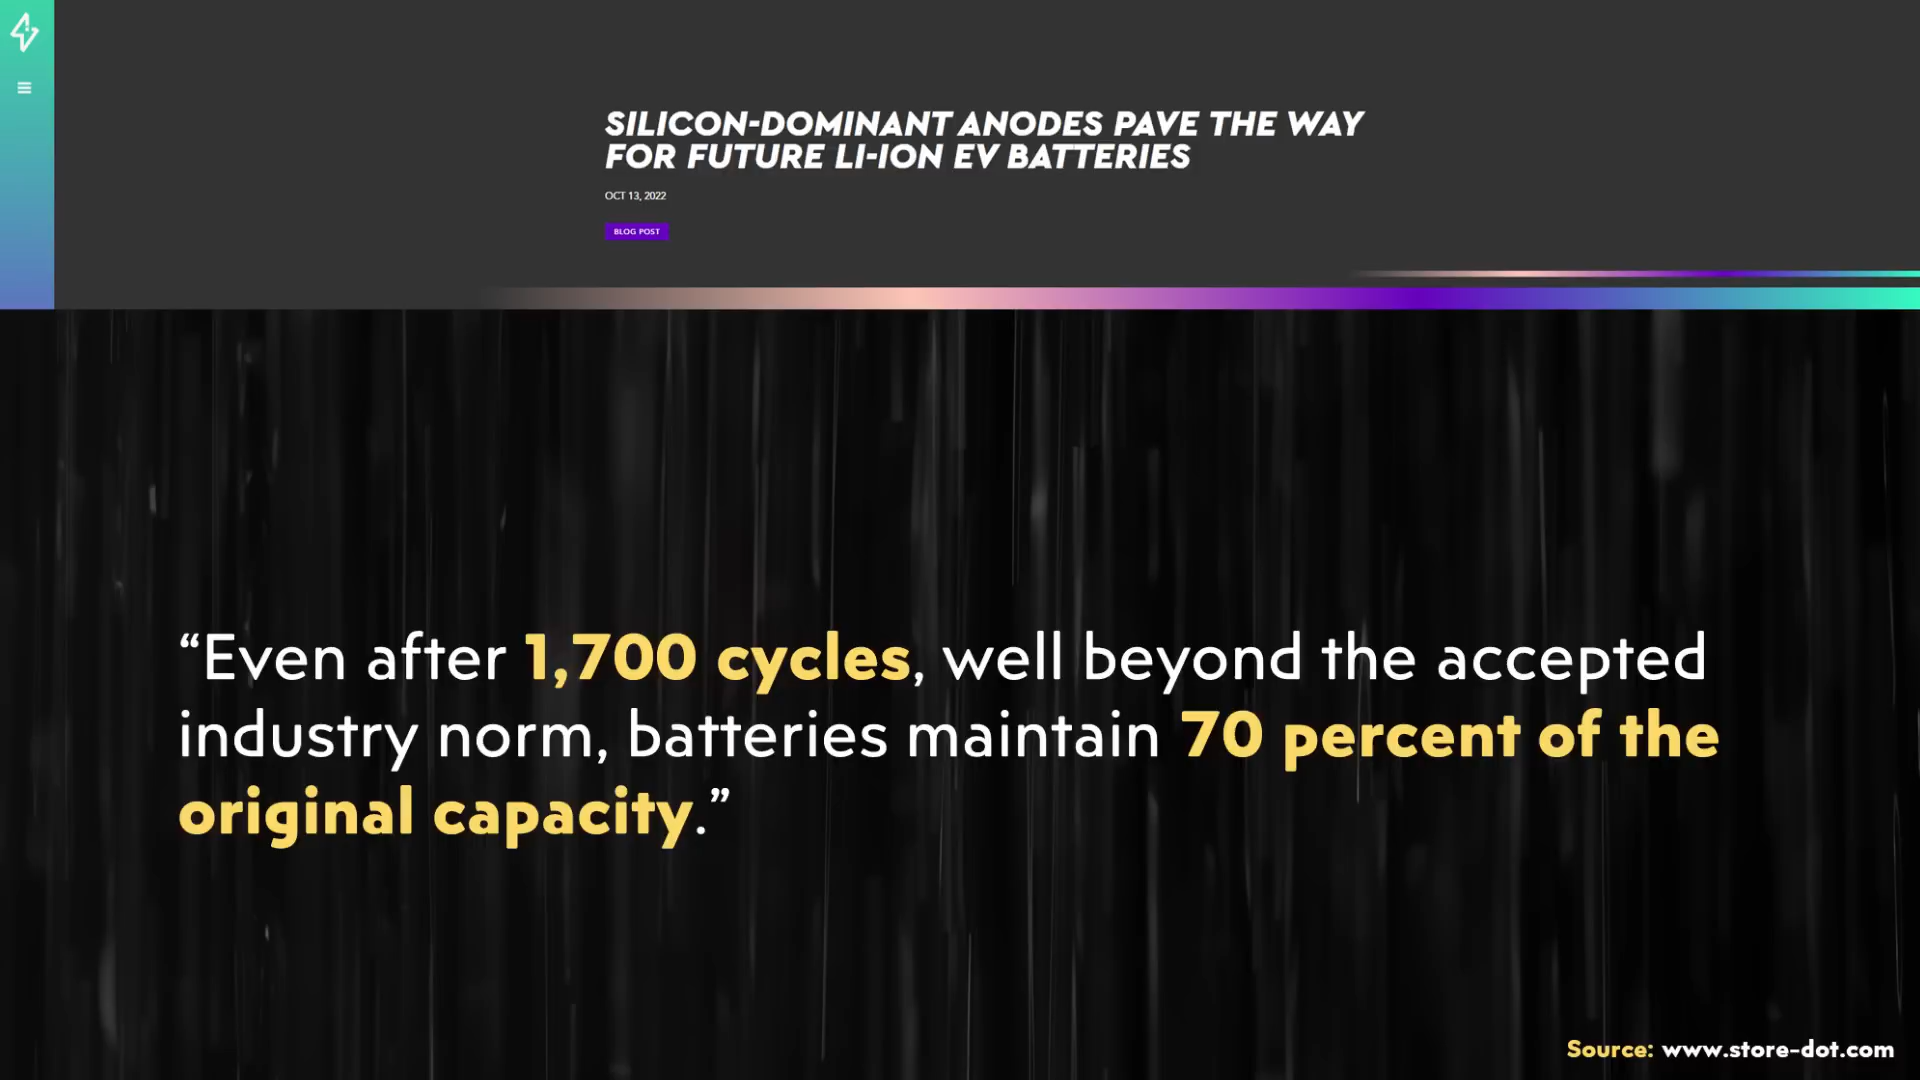 SILICON-DOMINANT ANODES PAVE THE WAY
FOR FUTURE LI-ION EV BATTERIES
OCT 13, 2022
BLOG POST
“Even after 1,700 cycles, well beyond the accepted
industry norm, batteries maintain 70 percent of the
original capacity.”
Source: www.store-dot.com